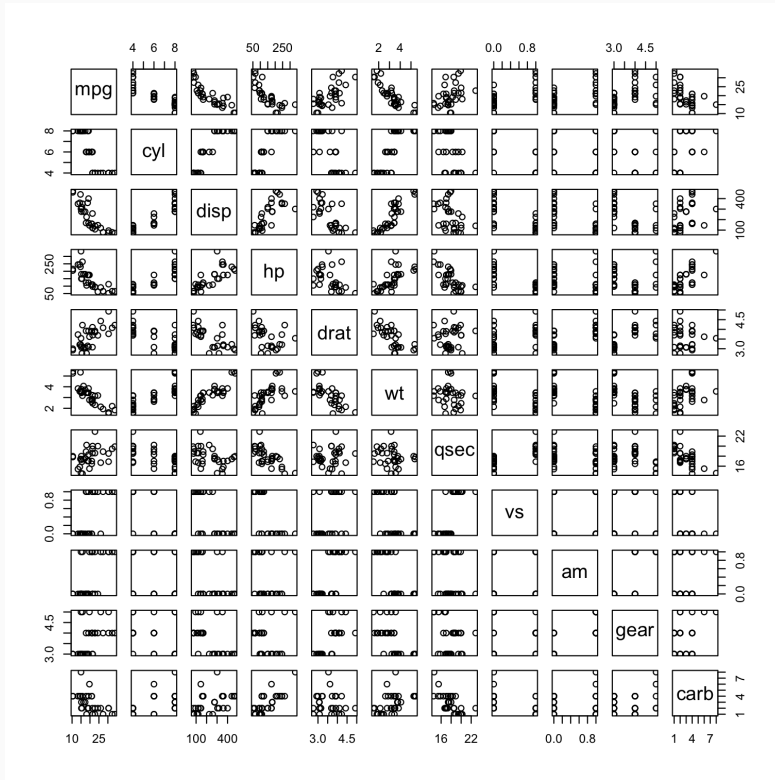 4 6 8 50 250 2 4 0.0 0.8 3.0 4.5
mpg 10 25
8 6 4 cyl
disp 100 400
250 50 hp
drat 3.0 4.5
4 2 wt
qsec 16 22
0.8 0.0 vs
am 0.0 0.8
4.5 3.0 gear
carb 1 4 7
10 25 100 400 3.0 4.5 16 22 0.0 0.8 1 4 7